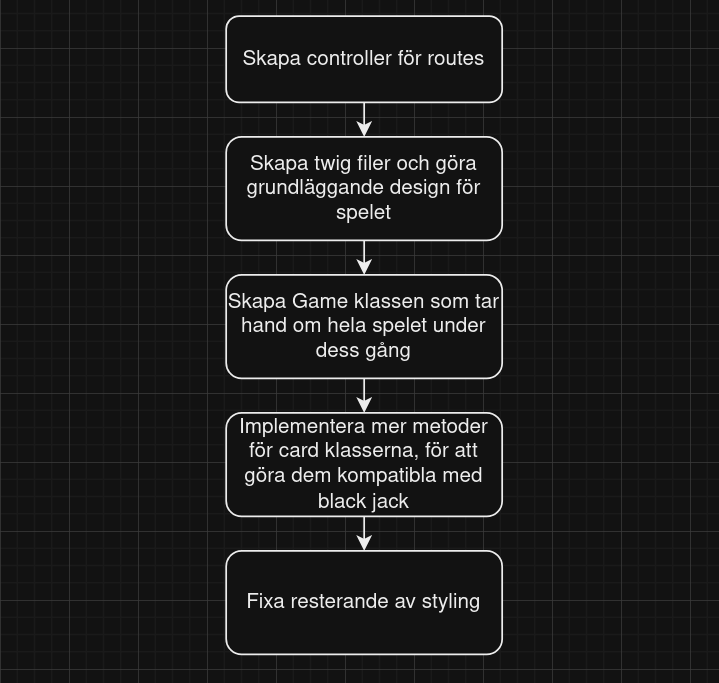 Skapa controller för routes
Skapa twig filer och göra
grundläggande design för
spelet
Skapa Game klassen som tar
hand om hela spelet under
dess gång
Implementera mer metoder
för card klasserna, för att
göra dem kompatibla med
black jack
Fixa resterande av styling